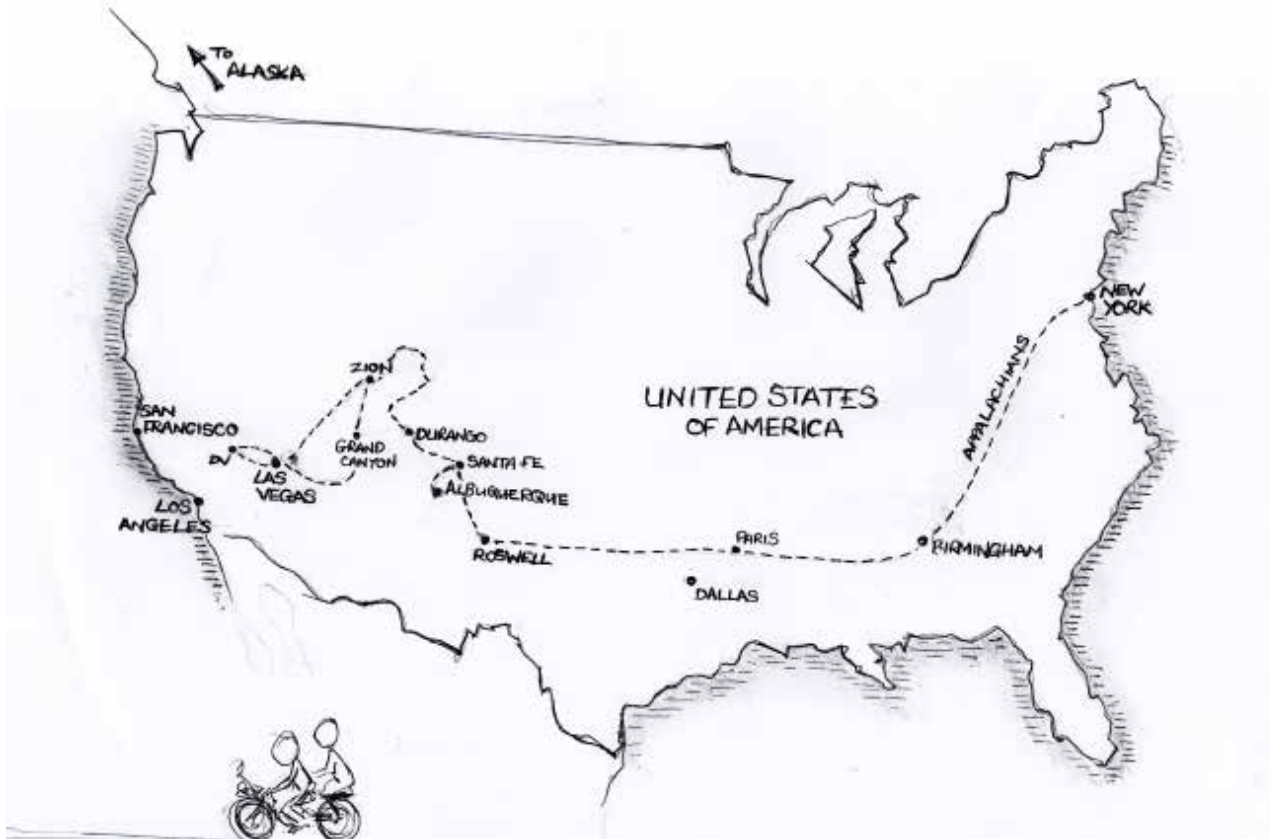 TO
ALASKA
NEW
YORK
ZION
UNITED STATES
OF AMERICA
APPALACHIANS
SAN
FRANCISCO
DURANGO
GRAND
CANYON
DV
LAS
VEGAS
SANTA FE
ALBUQUERQUE
LOS
ANGELES
ROSWELL
PARIS
BIRMINGHAM
DALLAS